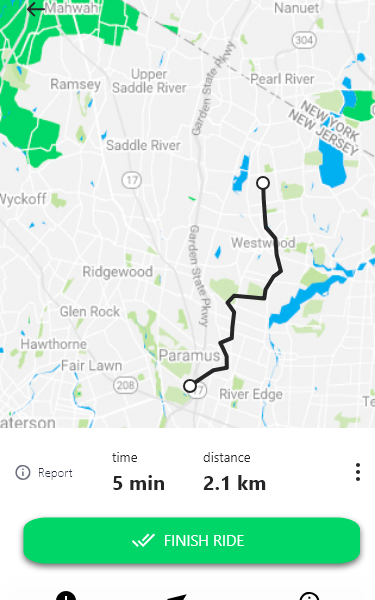 Mahwah
Nanuet
304
Garden State Pkwy
Ramsey
Upper
Saddle River
Pearl River
NEW YORK
NEW JERSEY
Saddle River
17
Wyckoff
Westwood
Garden State Pkwy
Ridgewood
Glen Rock
Hawthorne
Paramus
Fair Lawn
208
River Edge
aterson
Te
Report
time
5 min
distance
2.1 km
FINISH RIDE